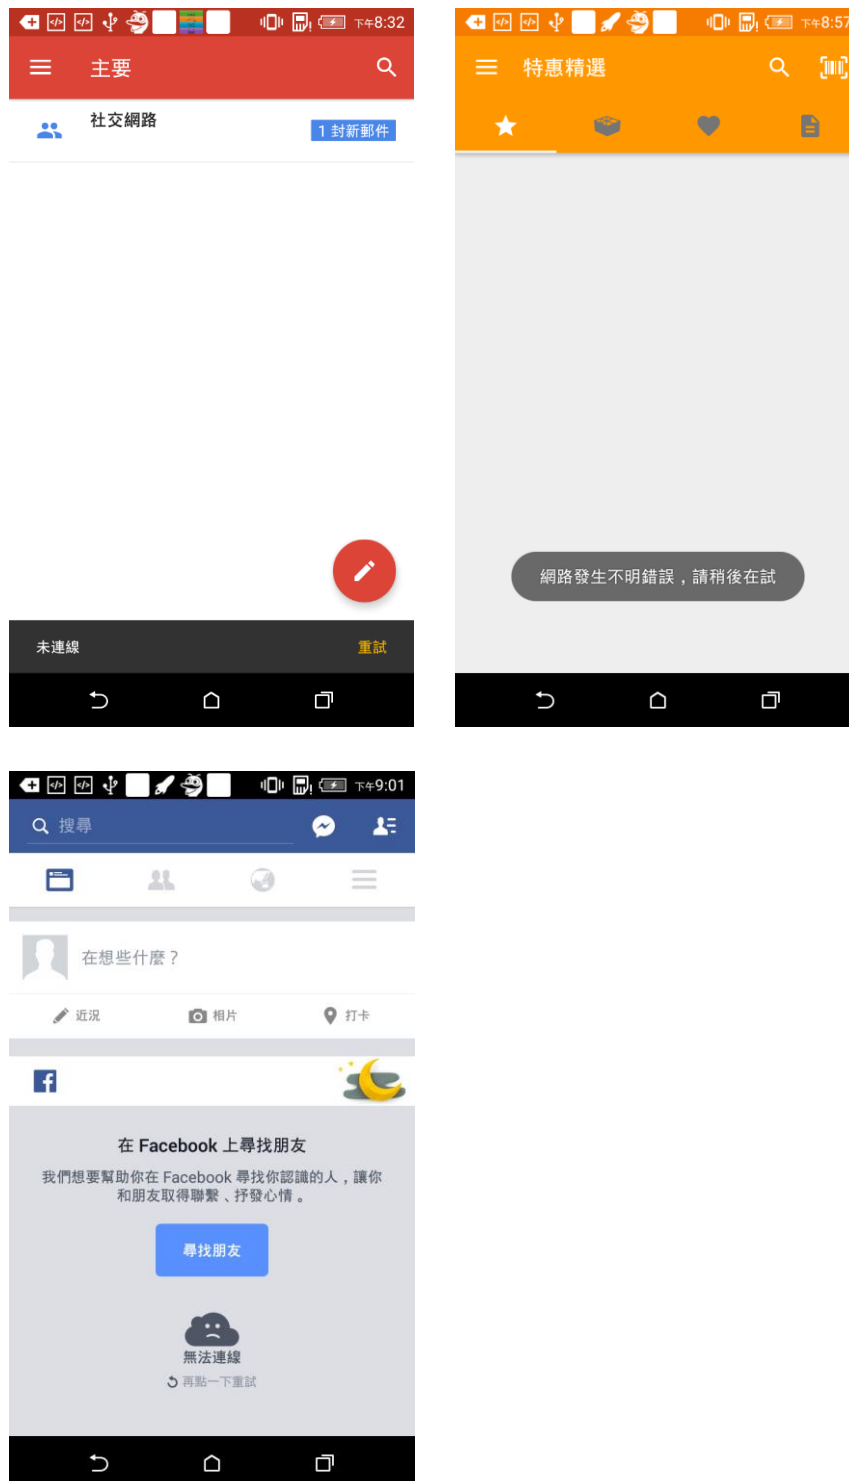 下午8:32
主要
社交網路
1 封新郵件
未連線
重試
下午8:57
特惠精選
網路發生不明錯誤，請稍後在試
下午9:01
搜尋
在想些什麼？
近況
相片
打卡
在 Facebook 上尋找朋友
我們想要幫助你在 Facebook 尋找你認識的人，讓你
和朋友取得聯繫、抒發心情。
尋找朋友
無法連線
再點一下重試